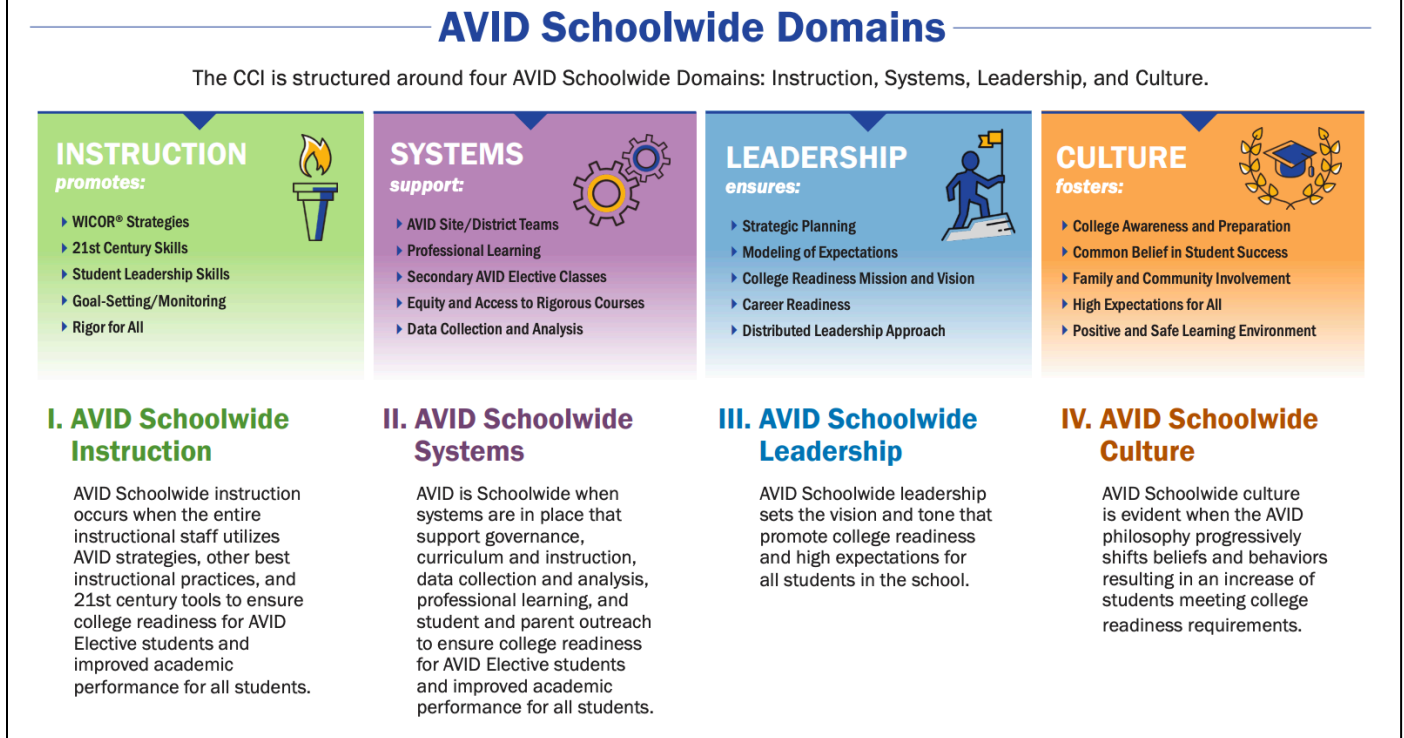 AVID Schoolwide Domains
The CCI is structured around four AVID Schoolwide Domains: Instruction, Systems, Leadership, and Culture.
INSTRUCTION
promotes:
WICOR® Strategies
21st Century Skills
Student Leadership Skills
Goal-Setting/Monitoring
Rigor for All
SYSTEMS
support:
AVID Site/District Teams
Professional Learning
Secondary AVID Elective Classes
Equity and Access to Rigorous Courses
Data Collection and Analysis
LEADERSHIP
ensures:
Strategic Planning
Modeling of Expectations
College Readiness Mission and Vision
Career Readiness
Distributed Leadership Approach
CULTURE
fosters:
College Awareness and Preparation
Common Belief in Student Success
Family and Community Involvement
High Expectations for All
Positive and Safe Learning Environment
I. AVID Schoolwide
Instruction
AVID Schoolwide instruction
occurs when the entire
instructional staff utilizes
AVID strategies, other best
instructional practices, and
21st century tools to ensure
college readiness for AVID
Elective students and
improved academic
performance for all students.
II. AVID Schoolwide
Systems
AVID is Schoolwide when
systems are in place that
support governance,
curriculum and instruction,
data collection and analysis,
professional learning, and
student and parent outreach
to ensure college readiness
for AVID Elective students
and improved academic
performance for all students.
III. AVID Schoolwide
Leadership
AVID Schoolwide leadership
sets the vision and tone that
promote college readiness
and high expectations for
all students in the school.
IV. AVID Schoolwide
Culture
AVID Schoolwide culture
is evident when the AVID
philosophy progressively
shifts beliefs and behaviors
resulting in an increase of
students meeting college
readiness requirements.